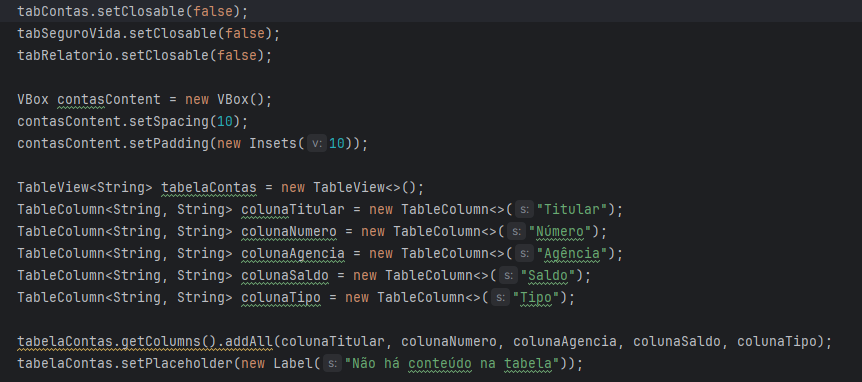 tabContas.setClosable(false);
tabSeguroVida.setClosable(false);
tabRelatorio.setClosable(false);
VBox contasContent = new VBox();
contasContent.setSpacing(10);
contasContent.setPadding(new Insets( v: 10));
TableView<String> tabelaContas = new TableView<>();
TableColumn<String, String> colunaTitular = new TableColumn<>( s: "Titular");
TableColumn<String, String> colunaNumero = new TableColumn<>( s: "Número");
TableColumn<String, String> colunaAgencia = new TableColumn<>( s: "Agência");
TableColumn<String, String> colunaSaldo = new TableColumn<>( s: "Saldo");
TableColumn<String, String> colunaTipo = new TableColumn<>( s: "Tipo");
tabelaContas.getColumns().addAll(colunaTitular, colunaNumero, colunaAgencia, colunaSaldo, colunaTipo);
tabelaContas.setPlaceholder(new Label( s: "Não há conteúdo na tabela"));